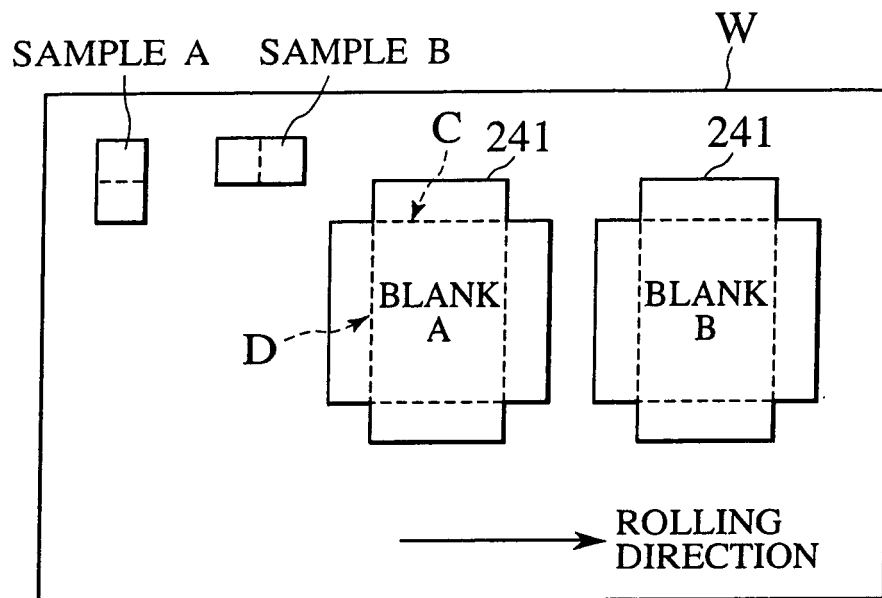 W
SAMPLE A
SAMPLE B
C
241
241
BLANK
A
BLANK
B
D
ROLLING
DIRECTION